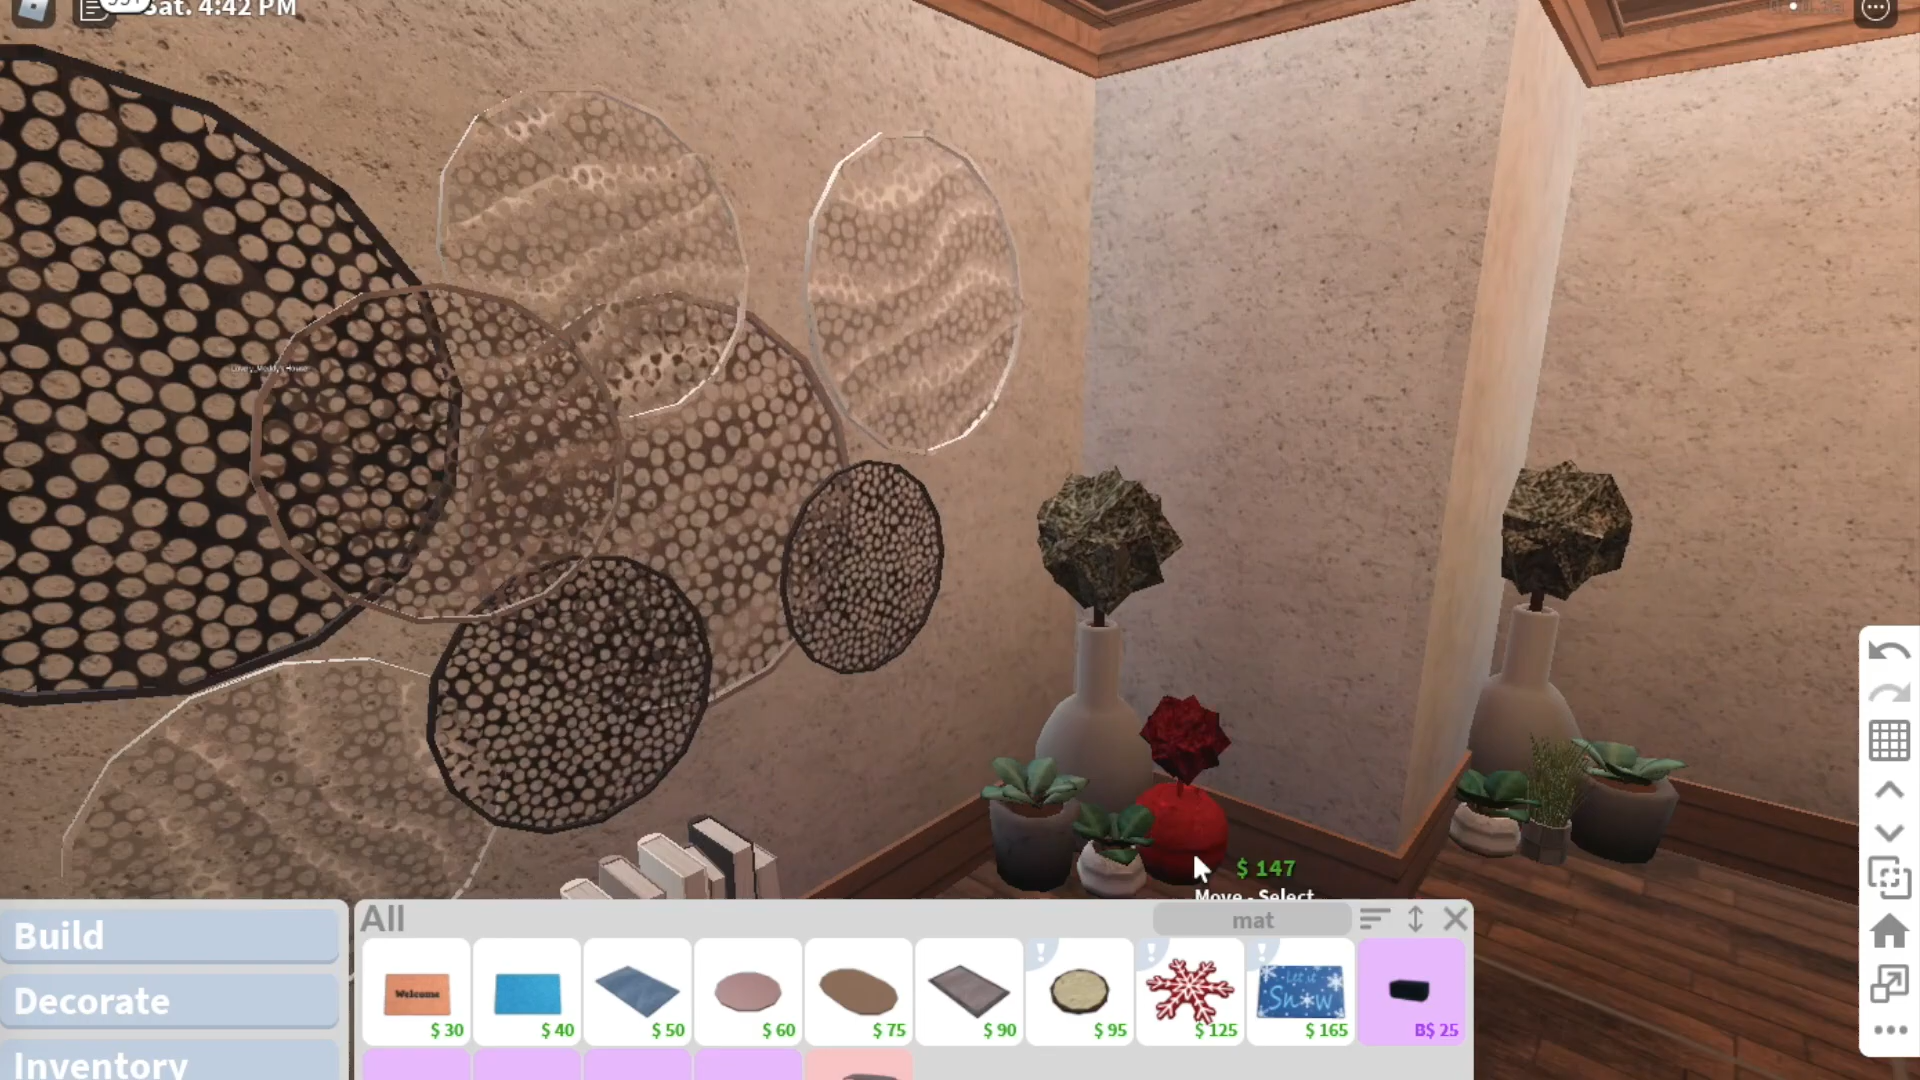 Sat. 4:42 PM
$ 147
Move - Select
All
mat
Build
Decorate
Inventory
Welcome
Let it
Snow
$ 30
$ 40
$ 50
$ 60
$ 75
$ 90
$ 95
$ 125
$ 165
B$ 25